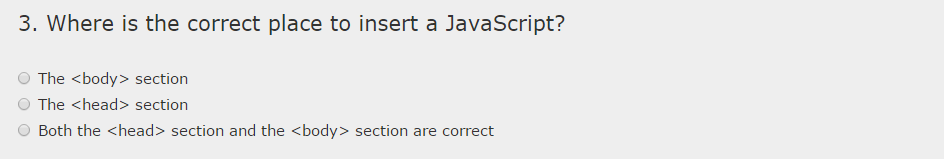 3. Where is the correct place to insert a JavaScript?
The <body> section
The <head> section
Both the <head> section and the <body> section are correct